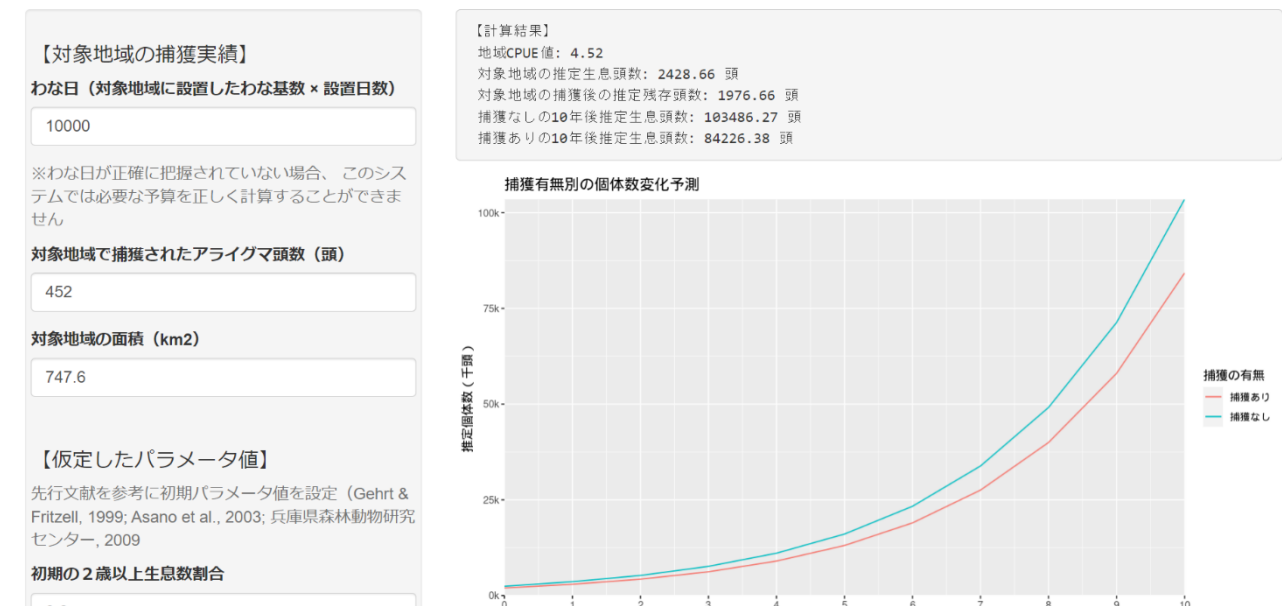 【対象地域の捕獲実績】
わな日（対象地域に設置したわな基数 × 設置日数）
10000
※わな日が正確に把握されていない場合、 このシス
テムでは必要な予算を正しく計算することができま
せん
対象地域で捕獲されたアライグマ頭数（頭）
452
対象地域の面積（km2）
747.6
【仮定したパラメータ値】
先行文献を参考に初期パラメータ値を設定（Gehrt &
Fritzell, 1999; Asano et al., 2003; 兵庫県森林動物研究
センター, 2009
初期の２歳以上生息数割合
【計算結果】
地域CPUE値: 4.52
対象地域の推定生息頭数: 2428.66 頭
対象地域の捕獲後の推定残存頭数: 1976.66 頭
捕獲なしの10年後推定生息頭数: 103486.27 頭
捕獲ありの10年後推定生息頭数: 84226.38 頭
捕獲有無別の個体数変化予測
100k
75k
50k
25k
0k
推定個体数（千頭）
0 1 2 3 4 5 6 7 8 9 10
捕獲の有無
捕獲あり
捕獲なし